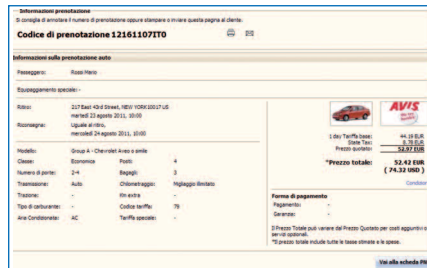 Informazioni prenotazione
Si consiglia di annotare il numero di prenotazione oppure stampare o inviare questa pagina al cliente.
Codice di prenotazione 12161107IT0
Informazioni sulla prenotazione auto
Passeggero: Rossi Mario
Equipaggiamento speciale: -
Ritiro: 217 East 43rd Street, NEW YORK 10017 US
martedì 23 agosto 2011, 10:00
Riconsegna: Uguale al ritiro,
mercoledì 24 agosto 2011, 10:00
Modello: Group A - Chevrolet Aveo o simile
Classe: Economica Posti: 4
Numero di porte: 2-4 Bagagli: 3
Trasmissione: Auto Chilometraggio: Migliaggio illimitato
Trazione: - Km extra -
Tipo di carburante: - Codice tariffa: 79
Aria Condizionata: AC Tariffa speciale: -
AVIS
1 day Tariffa base: 44.19 EUR
State Tax: 8.78 EUR
Prezzo quotato: 52.97 EUR
*Prezzo totale: 52.42 EUR
( 74.32 USD )
Condizioni
Forma di pagamento
Pagamento: -
Garanzia: -
Il Prezzo Totale può variare dal Prezzo Quotato per costi aggiuntivi o
servizi opzionali.
*Il prezzo totale include tutte le tasse stimate e le spese.
Vai alla scheda PN